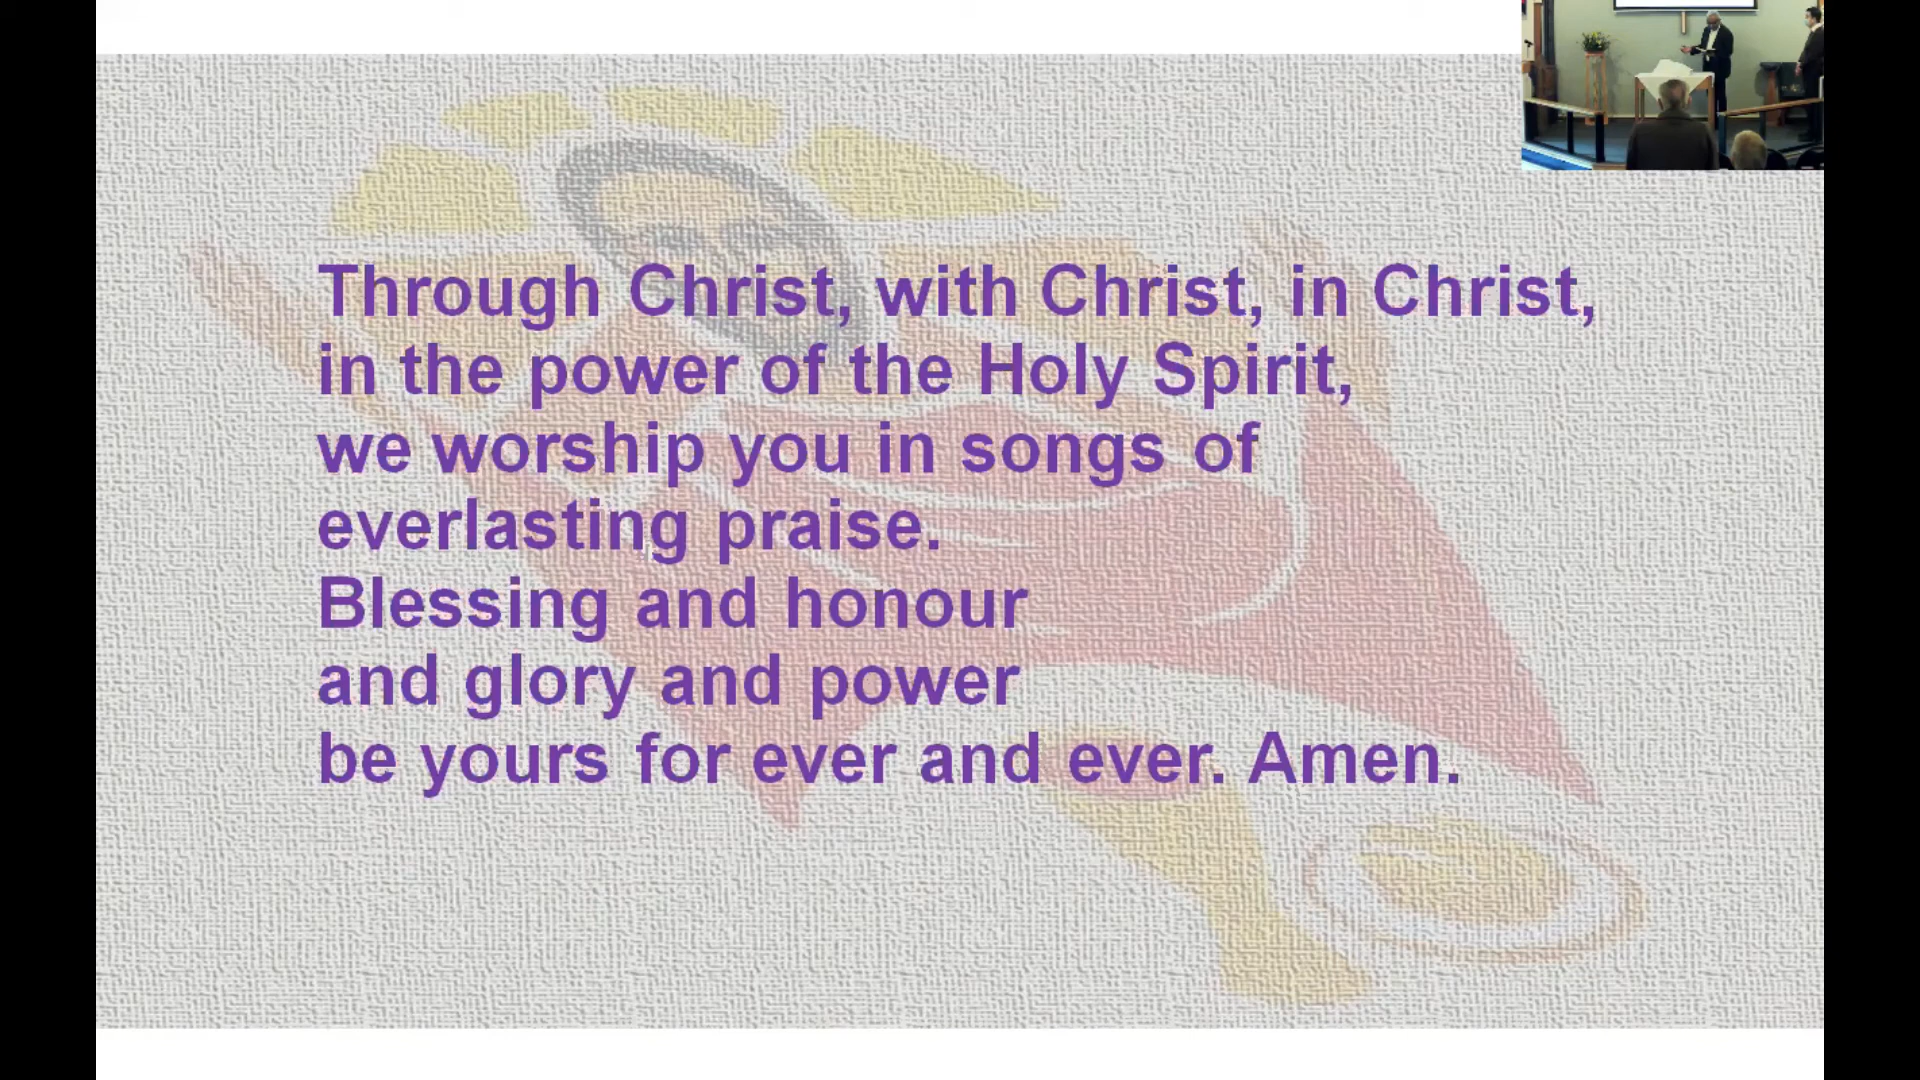 Through Christ, with Christ, in Christ,
in the power of the Holy Spirit,
we worship you in songs of
everlasting praise.
Blessing and honour
and glory and power
be yours for ever and ever. Amen.